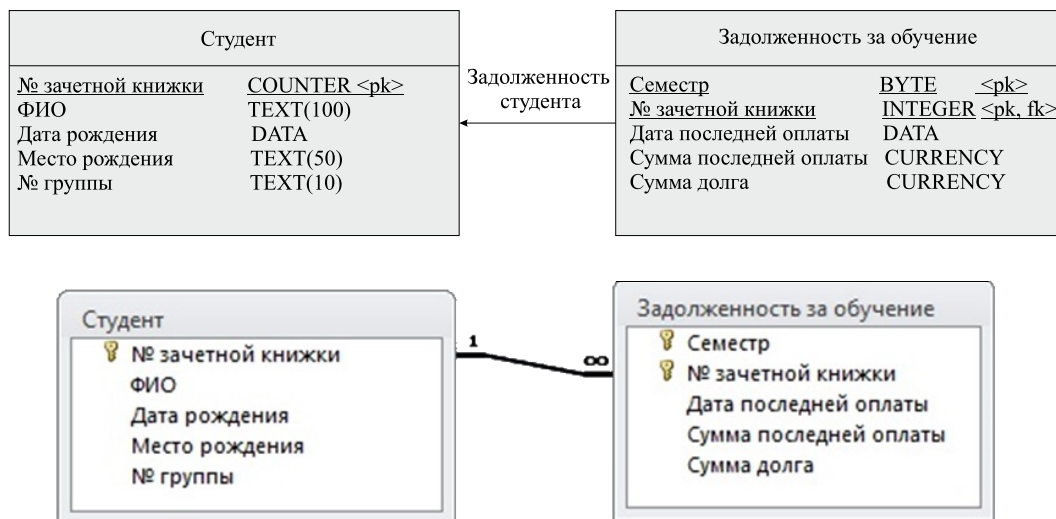 Студент
№ зачетной книжки COUNTER <pk>
ФИО TEXT(100)
Дата рождения DATA
Место рождения TEXT(50)
№ группы TEXT(10)
Задолженность
студента
Задолженность за обучение
Семестр BYTE <pk>
№ зачетной книжки INTEGER <pk, fk>
Дата последней оплаты DATA
Сумма последней оплаты CURRENCY
Сумма долга CURRENCY
Студент
№ зачетной книжки
ФИО
Дата рождения
Место рождения
№ группы
1
∞
Задолженность за обучение
Семестр
№ зачетной книжки
Дата последней оплаты
Сумма последней оплаты
Сумма долга